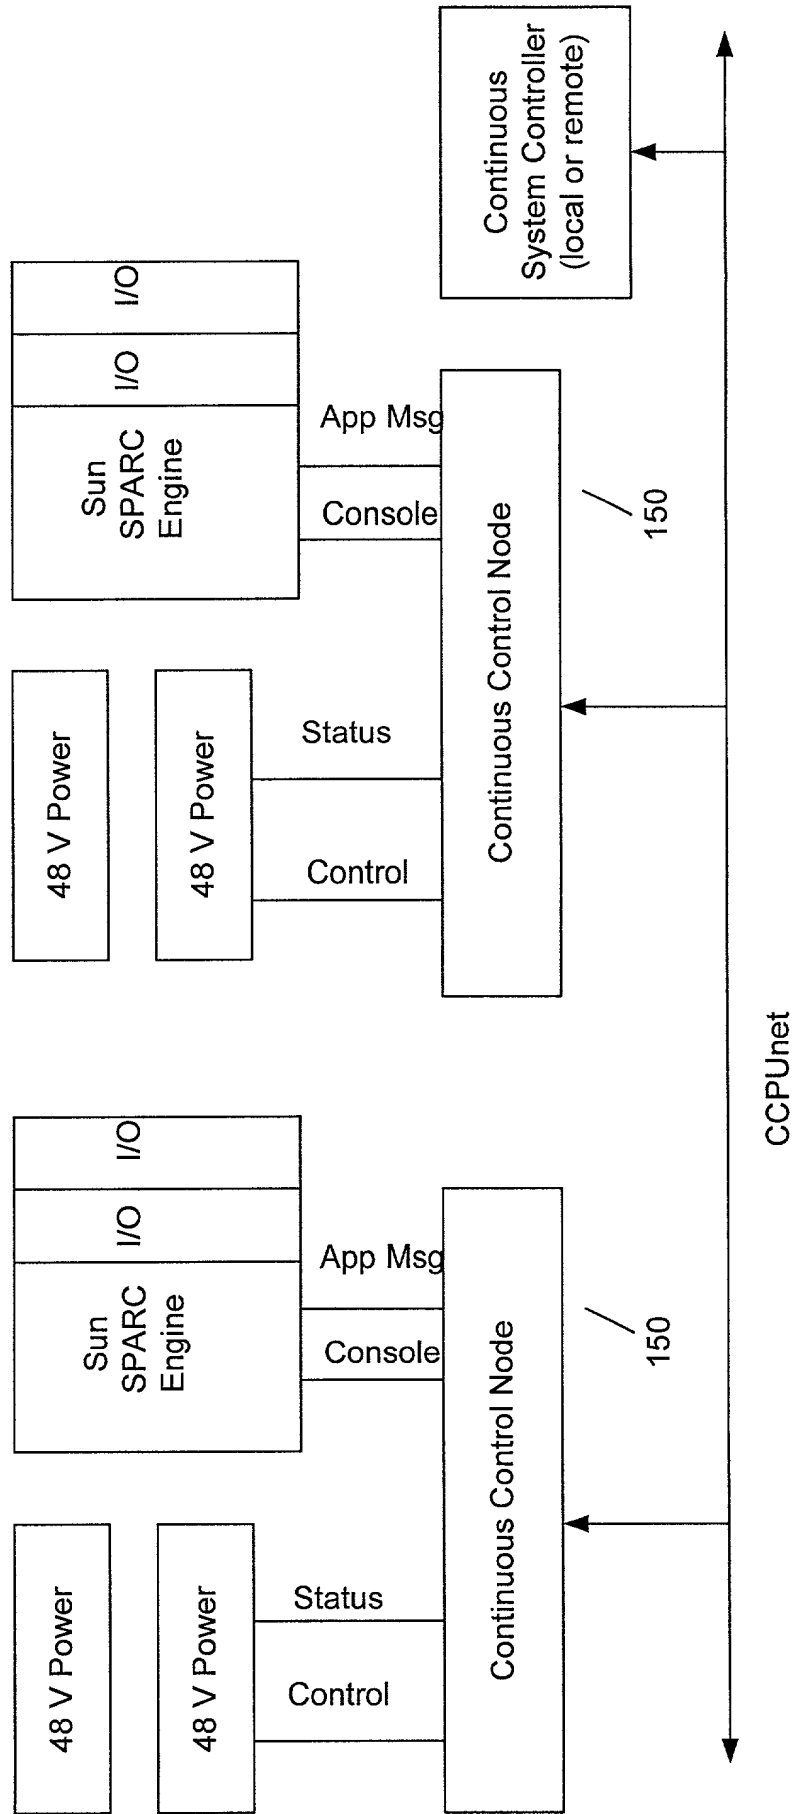 Continuous
System Controller
(local or remote)
I/O
I/O
Sun
SPARC
Engine
App Msg
Console
150
Continuous Control Node
48 V Power
48 V Power
Status
Control
CCPUnet
I/O
I/O
Sun
SPARC
Engine
App Msg
Console
150
Continuous Control Node
48 V Power
48 V Power
Status
Control